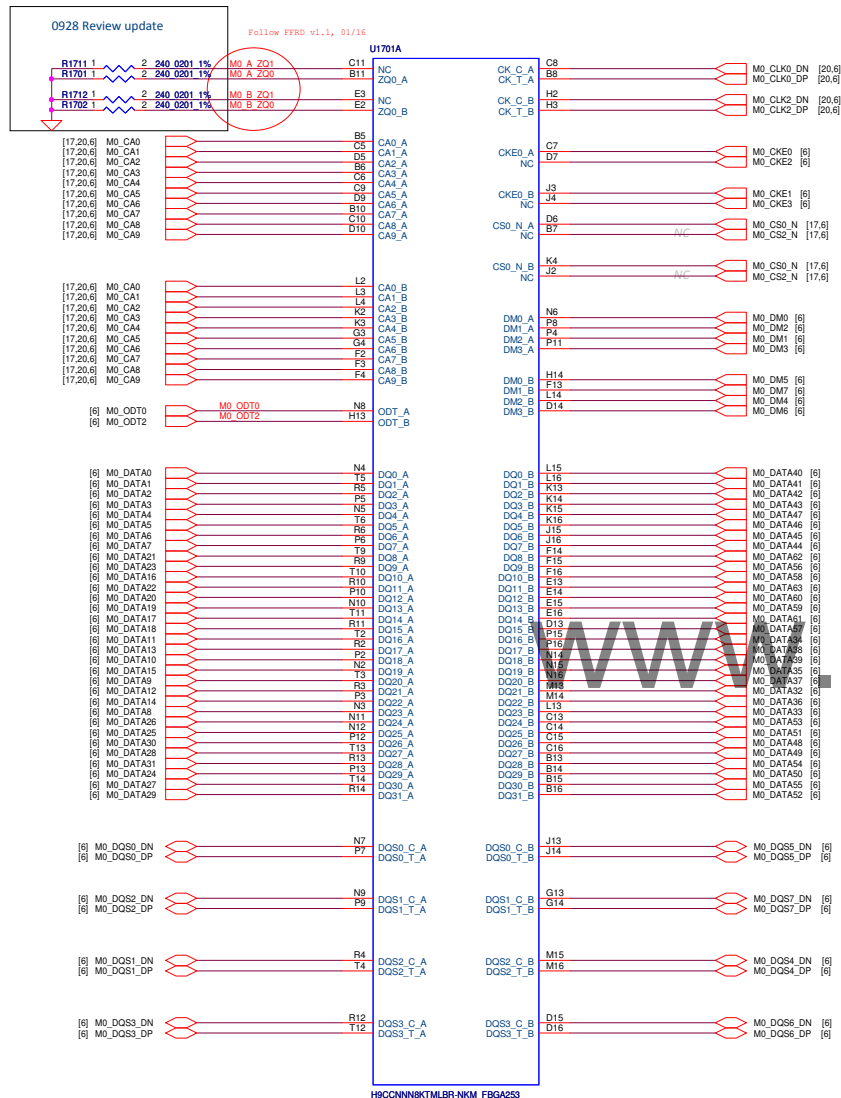 0928 Review update
Follow FFRD v1.1, 01/16
U1701A
R1711 1 2 240_0201_1% M0_A_ZQ1 C11 NC
R1701 1 2 240_0201_1% M0_A_ZQ0 B11 ZQ0_A
R1712 1 2 240_0201_1% M0_B_ZQ1 E3 NC
R1702 1 2 240_0201_1% M0_B_ZQ0 E2 ZQ0_B
CK_C_A C8 M0_CLK0_DN [20,6]
CK_T_A B8 M0_CLK0_DP [20,6]
CK_C_B H2 M0_CLK2_DN [20,6]
CK_T_B H3 M0_CLK2_DP [20,6]
[17,20,6] M0_CA0 B5 CA0_A
[17,20,6] M0_CA1 C5 CA1_A
[17,20,6] M0_CA2 D5 CA2_A
[17,20,6] M0_CA3 B6 CA3_A
[17,20,6] M0_CA4 C6 CA4_A
[17,20,6] M0_CA5 C9 CA5_A
[17,20,6] M0_CA6 D9 CA6_A
[17,20,6] M0_CA7 B10 CA7_A
[17,20,6] M0_CA8 C10 CA8_A
[17,20,6] M0_CA9 D10 CA9_A
CKE0_A C7 M0_CKE0 [6]
NC D7 M0_CKE2 [6]
CKE0_B J3 M0_CKE1 [6]
NC J4 M0_CKE3 [6]
CS0_N_A D6 M0_CS0_N [17,6]
NC B7 NC M0_CS2_N [17,6]
CS0_N_B K4 M0_CS0_N [17,6]
NC J2 NC M0_CS2_N [17,6]
[17,20,6] M0_CA0 L2 CA0_B
[17,20,6] M0_CA1 L3 CA1_B
[17,20,6] M0_CA2 L4 CA2_B
[17,20,6] M0_CA3 K2 CA3_B
[17,20,6] M0_CA4 K3 CA4_B
[17,20,6] M0_CA5 G3 CA5_B
[17,20,6] M0_CA6 G4 CA6_B
[17,20,6] M0_CA7 F2 CA7_B
[17,20,6] M0_CA8 F3 CA8_B
[17,20,6] M0_CA9 F4 CA9_B
DM0_A N6 M0_DM0 [6]
DM1_A P8 M0_DM2 [6]
DM2_A P4 M0_DM1 [6]
DM3_A P11 M0_DM3 [6]
DM0_B H14 M0_DM5 [6]
DM1_B F13 M0_DM7 [6]
DM2_B L14 M0_DM4 [6]
DM3_B D14 M0_DM6 [6]
[6] M0_ODT0 M0_ODT0 N8 ODT_A
[6] M0_ODT2 M0_ODT2 H13 ODT_B
[6] M0_DATA0 N4 DQ0_A DQ0_B L15 M0_DATA40 [6]
[6] M0_DATA1 T5 DQ1_A DQ1_B L16 M0_DATA41 [6]
[6] M0_DATA2 R5 DQ2_A DQ2_B K13 M0_DATA42 [6]
[6] M0_DATA3 P5 DQ3_A DQ3_B K14 M0_DATA43 [6]
[6] M0_DATA4 N5 DQ4_A DQ4_B K15 M0_DATA47 [6]
[6] M0_DATA5 T6 DQ5_A DQ5_B K16 M0_DATA46 [6]
[6] M0_DATA6 R6 DQ6_A DQ6_B J15 M0_DATA45 [6]
[6] M0_DATA7 P6 DQ7_A DQ7_B J16 M0_DATA44 [6]
[6] M0_DATA21 T9 DQ8_A DQ8_B F14 M0_DATA62 [6]
[6] M0_DATA23 R9 DQ9_A DQ9_B F15 M0_DATA56 [6]
[6] M0_DATA16 T10 DQ10_A DQ10_B F16 M0_DATA58 [6]
[6] M0_DATA22 R10 DQ11_A DQ11_B E13 M0_DATA63 [6]
[6] M0_DATA20 P10 DQ12_A DQ12_B E14 M0_DATA60 [6]
[6] M0_DATA19 N10 DQ13_A DQ13_B E15 M0_DATA59 [6]
[6] M0_DATA17 T11 DQ14_A DQ14_B E16 M0_DATA61 [6]
[6] M0_DATA18 R11 DQ15_A DQ15_B D13 M0_DATA57 [6]
[6] M0_DATA11 T2 DQ16_A DQ16_B P15 M0_DATA34 [6]
[6] M0_DATA13 R2 DQ17_A DQ17_B P16 M0_DATA38 [6]
[6] M0_DATA10 P2 DQ18_A DQ18_B N14 M0_DATA39 [6]
[6] M0_DATA15 N2 DQ19_A DQ19_B N15 M0_DATA35 [6]
[6] M0_DATA9 T3 DQ20_A DQ20_B N16 M0_DATA37 [6]
[6] M0_DATA12 R3 DQ21_A DQ21_B M13 M0_DATA32 [6]
[6] M0_DATA14 P3 DQ22_A DQ22_B M14 M0_DATA36 [6]
[6] M0_DATA8 N3 DQ23_A DQ23_B L13 M0_DATA33 [6]
[6] M0_DATA26 N11 DQ24_A DQ24_B C13 M0_DATA53 [6]
[6] M0_DATA25 N12 DQ25_A DQ25_B C14 M0_DATA51 [6]
[6] M0_DATA30 P12 DQ26_A DQ26_B C15 M0_DATA48 [6]
[6] M0_DATA28 T13 DQ27_A DQ27_B C16 M0_DATA49 [6]
[6] M0_DATA31 R13 DQ28_A DQ28_B B13 M0_DATA54 [6]
[6] M0_DATA24 P13 DQ29_A DQ29_B B14 M0_DATA50 [6]
[6] M0_DATA27 T14 DQ30_A DQ30_B B15 M0_DATA55 [6]
[6] M0_DATA29 R14 DQ31_A DQ31_B B16 M0_DATA52 [6]
www.
[6] M0_DQS0_DN N7 DQS0_C_A DQS0_C_B J13 M0_DQS5_DN [6]
[6] M0_DQS0_DP P7 DQS0_T_A DQS0_T_B J14 M0_DQS5_DP [6]
[6] M0_DQS2_DN N9 DQS1_C_A DQS1_C_B G13 M0_DQS7_DN [6]
[6] M0_DQS2_DP P9 DQS1_T_A DQS1_T_B G14 M0_DQS7_DP [6]
[6] M0_DQS1_DN R4 DQS2_C_A DQS2_C_B M15 M0_DQS4_DN [6]
[6] M0_DQS1_DP T4 DQS2_T_A DQS2_T_B M16 M0_DQS4_DP [6]
[6] M0_DQS3_DN R12 DQS3_C_A DQS3_C_B D15 M0_DQS6_DN [6]
[6] M0_DQS3_DP T12 DQS3_T_A DQS3_T_B D16 M0_DQS6_DP [6]
H9CCNNN8KTMLBR-NKM_FBGA253